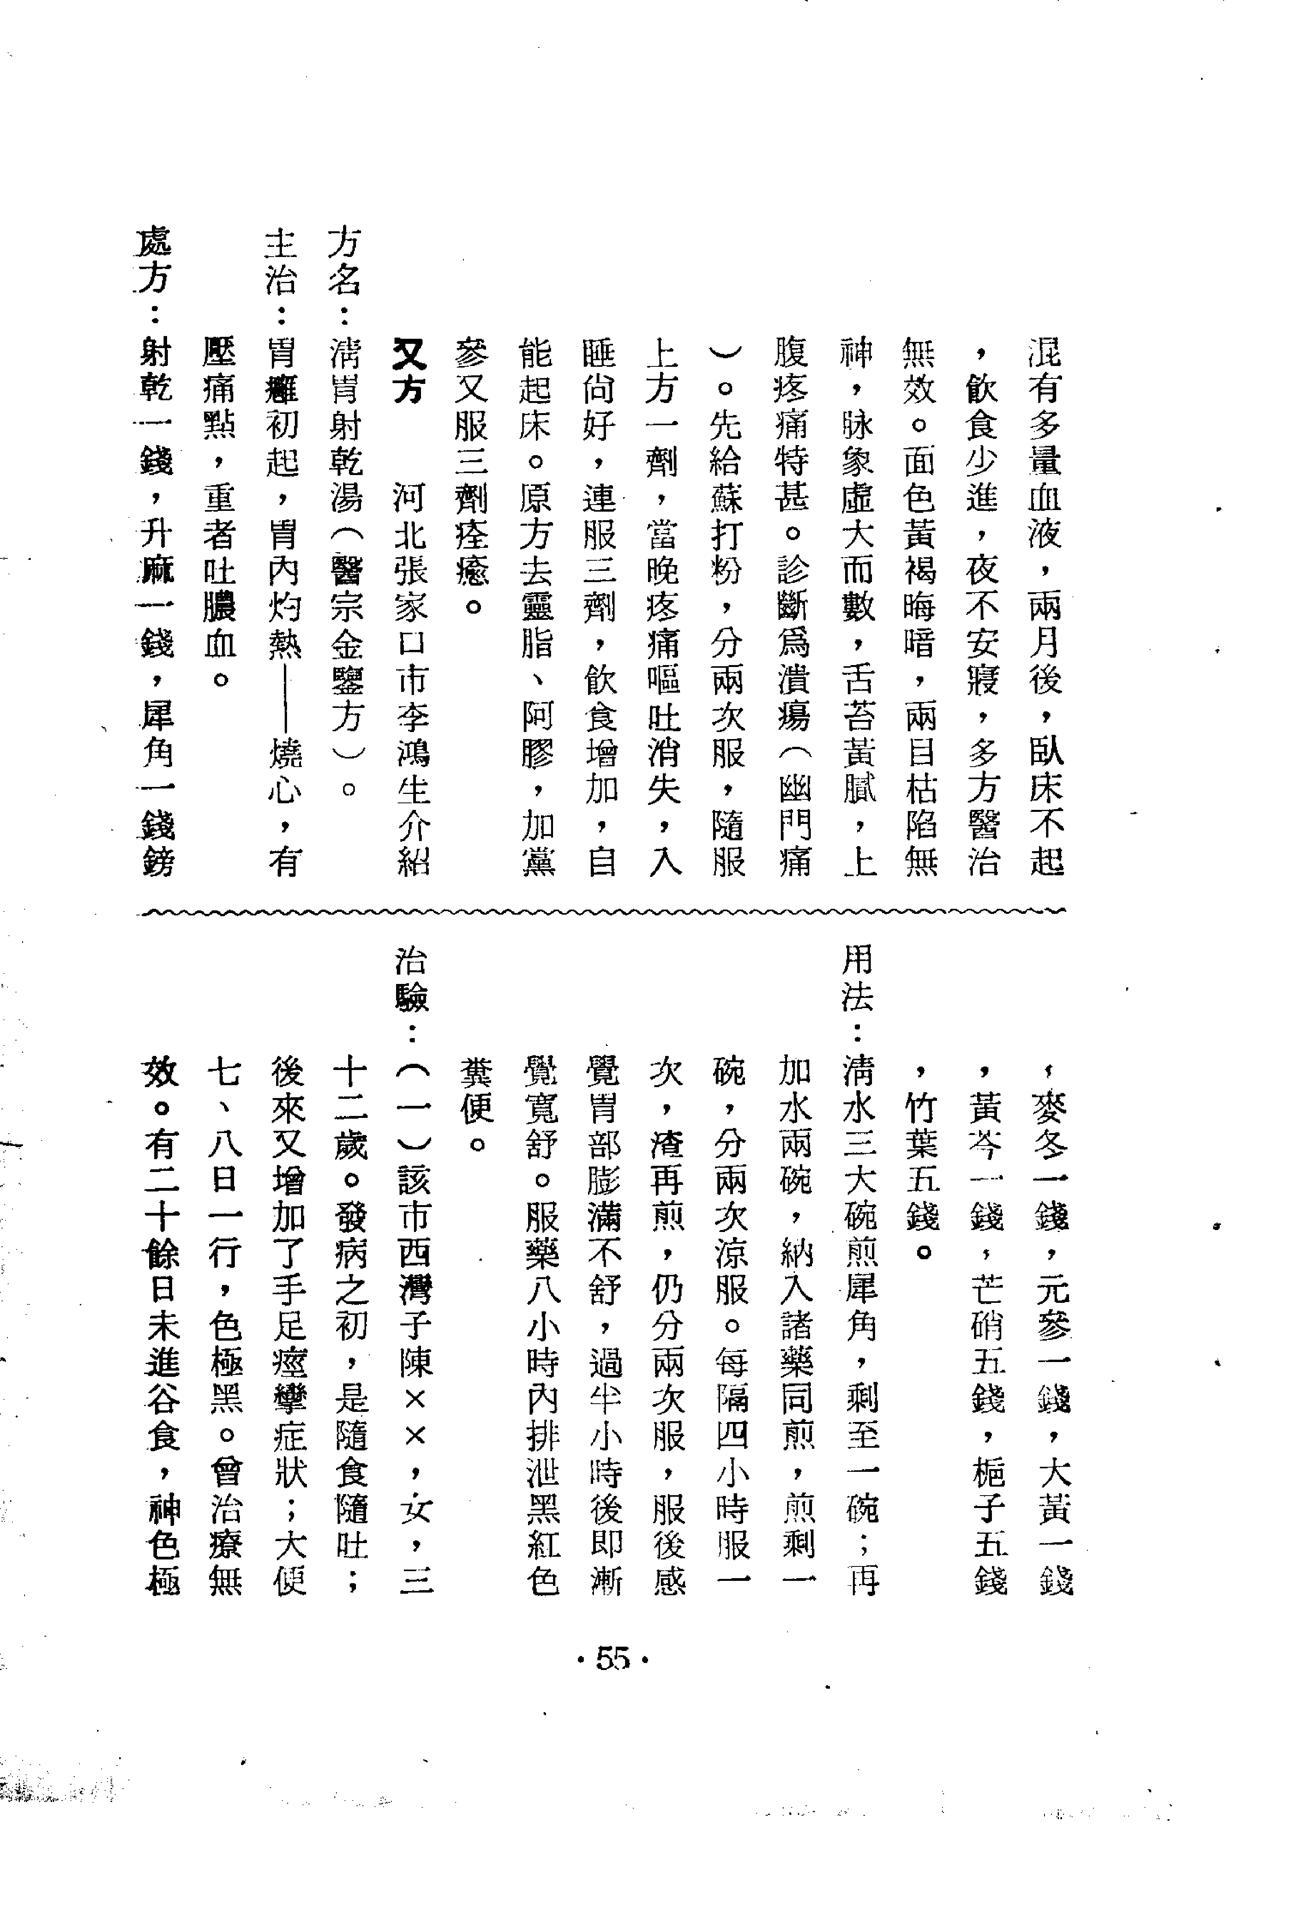 混有多量血液，兩月後，臥床不起
，飲食少進，夜不安寢，多方醫治
無效。面色黃褐晦暗，兩目枯陷無
神，脉象虛大而數，舌苔黃膩，上
腹疼痛特甚。診斷爲潰瘍（幽門痛
）。先給蘇打粉，分兩次服，隨服
上方一劑，當晚疼痛嘔吐消失，入
睡尙好，連服三劑，飲食增加，自
能起床。原方去靈脂、阿膠，加黨
參又服三劑痊癒。
又方　河北張家口市李鴻生介紹
方名：淸胃射乾湯（醫宗金鑒方）。
主治：胃癰初起，胃內灼熱——燒心，有
壓痛點，重者吐膿血。
處方：射乾一錢，升麻一錢，犀角一錢鎊
，麥冬一錢，元參一錢，大黃一錢
，黃芩一錢，芒硝五錢，梔子五錢
，竹葉五錢。
用法：淸水三大碗煎犀角，剩至一碗；再
加水兩碗，納入諸藥同煎，煎剩一
碗，分兩次涼服。每隔四小時服一
次，渣再煎，仍分兩次服，服後感
覺胃部膨滿不舒，過半小時後即漸
覺寬舒。服藥八小時內排泄黑紅色
糞便。
治驗：（一）該市西灣子陳××，女，三
十二歲。發病之初，是隨食隨吐；
後來又增加了手足痙攣症狀；大便
七、八日一行，色極黑。曾治療無
效。有二十餘日未進谷食，神色極
·55·